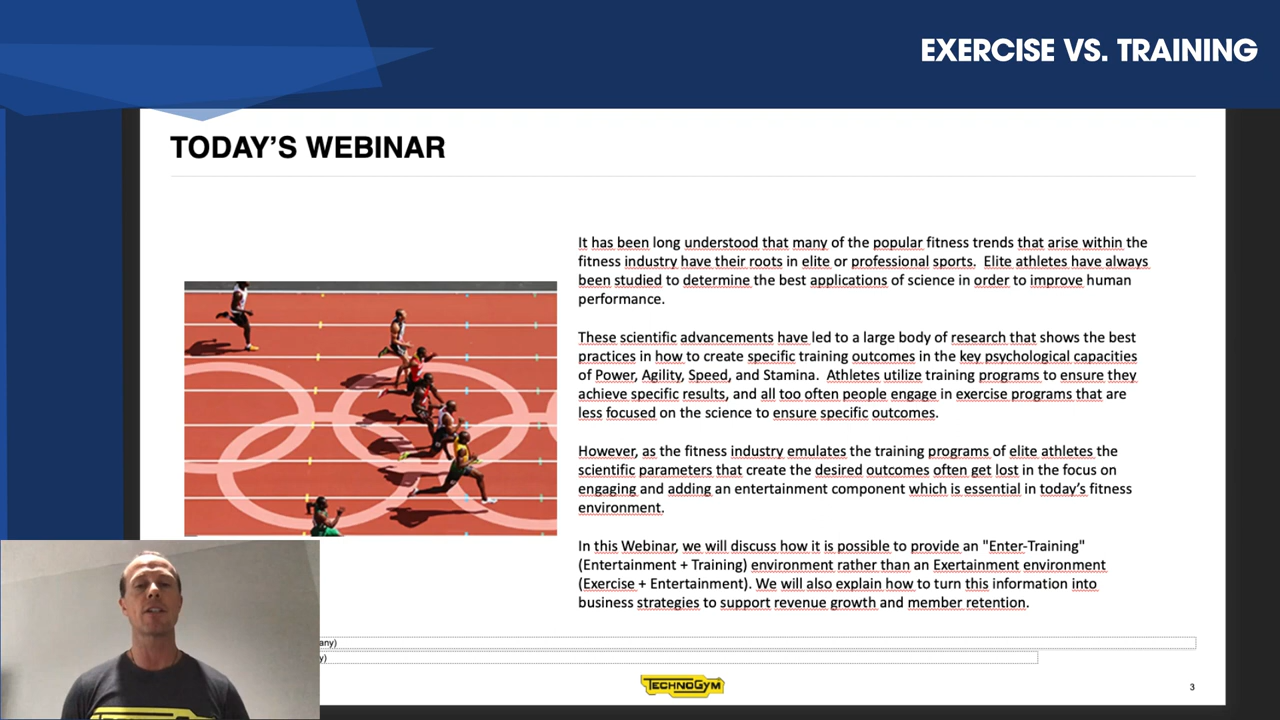 EXERCISE VS. TRAINING
TODAY'S WEBINAR
It has been long understood that many of the popular fitness trends that arise within the
fitness industry have their roots in elite or professional sports.  Elite athletes have always
been studied to determine the best applications of science in order to improve human
performance.
These scientific advancements have led to a large body of research that shows the best
practices in how to create specific training outcomes in the key psychological capacities
of Power, Agility, Speed, and Stamina.  Athletes utilize training programs to ensure they
achieve specific results, and all too often people engage in exercise programs that are
less focused on the science to ensure specific outcomes.
However, as the fitness industry emulates the training programs of elite athletes the
scientific parameters that create the desired outcomes often get lost in the focus on
engaging and adding an entertainment component which is essential in today's fitness
environment.
In this Webinar, we will discuss how it is possible to provide an "Enter-Training"
(Entertainment + Training) environment rather than an Exertainment environment
(Exercise + Entertainment). We will also explain how to turn this information into
business strategies to support revenue growth and member retention.
any)
y)
TECHNOGYM
3